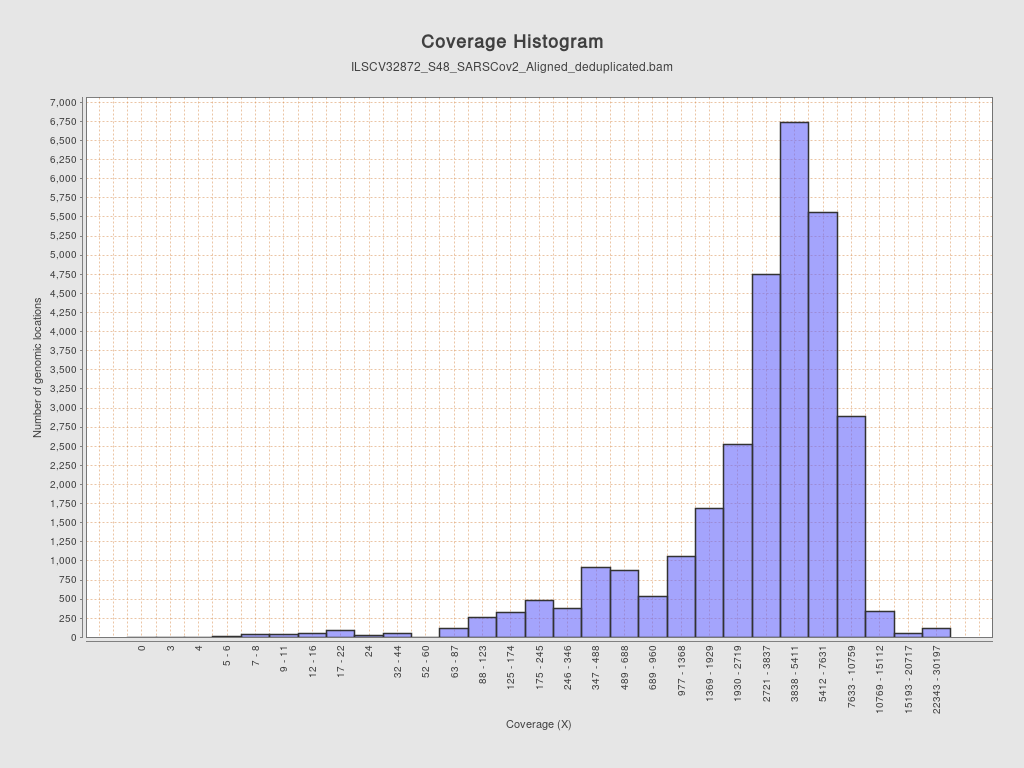 Coverage Histogram
ILSCV32872_S48_SARSCov2_Aligned_deduplicated.bam
Number of genomic locations
7,000
6,750
6,500
6,250
6,000
5,750
5,500
5,250
5,000
4,750
4,500
4,250
4,000
3,750
3,500
3,250
3,000
2,750
2,500
2,250
2,000
1,750
1,500
1,250
1,000
750
500
250
0
0
3
4
5 - 6
7 - 8
9 - 11
12 - 16
17 - 22
24
32 - 44
52 - 60
63 - 87
88 - 123
125 - 174
175 - 245
246 - 346
347 - 488
489 - 688
689 - 960
977 - 1368
1369 - 1929
1930 - 2719
2721 - 3837
3838 - 5411
5412 - 7631
7633 - 10759
10769 - 15112
15193 - 20717
22343 - 30197
Coverage (X)